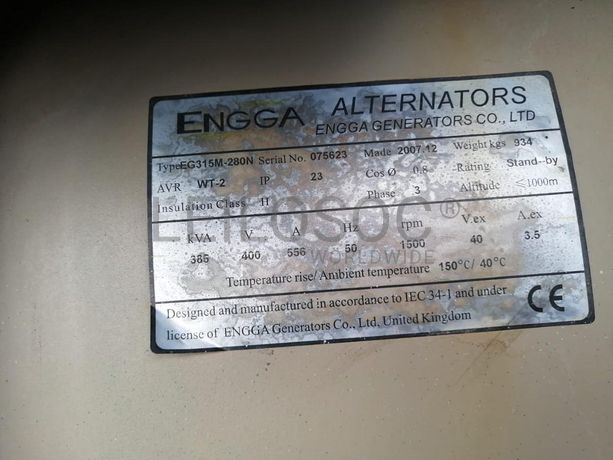 ENGGA ALTERNATORS
ENGGA GENERATORS CO., LTD
Type EG315M-280N Serial No. 075623 Made 2007.12 Weight kgs 934
AVR WT-2 IP 23 Cos Ø 0.8 Rating Stand-by
Insulation Class H Phase 3 Altitude ≤1000m
kVA V A Hz rpm V.ex A.ex
385 400 556 50 1500 40 3.5
Temperature rise/ Ambient temperature 150°C/ 40°C
Designed and manufactured in accordance to IEC 34-1 and under
license of ENGGA Generators Co., Ltd, United Kingdom
CE
WORLDWIDE